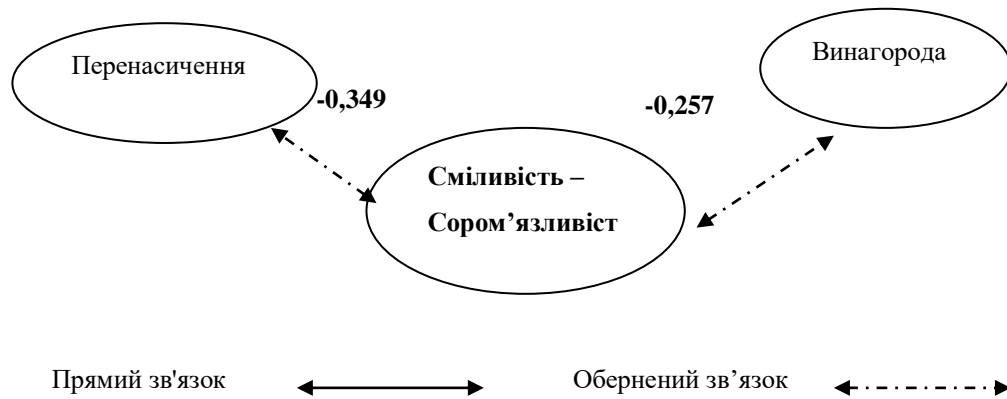 Перенасичення
Винагорода
-0,349
-0,257
Сміливість –
Сором’язливіст
Прямий зв'язок
Обернений зв’язок